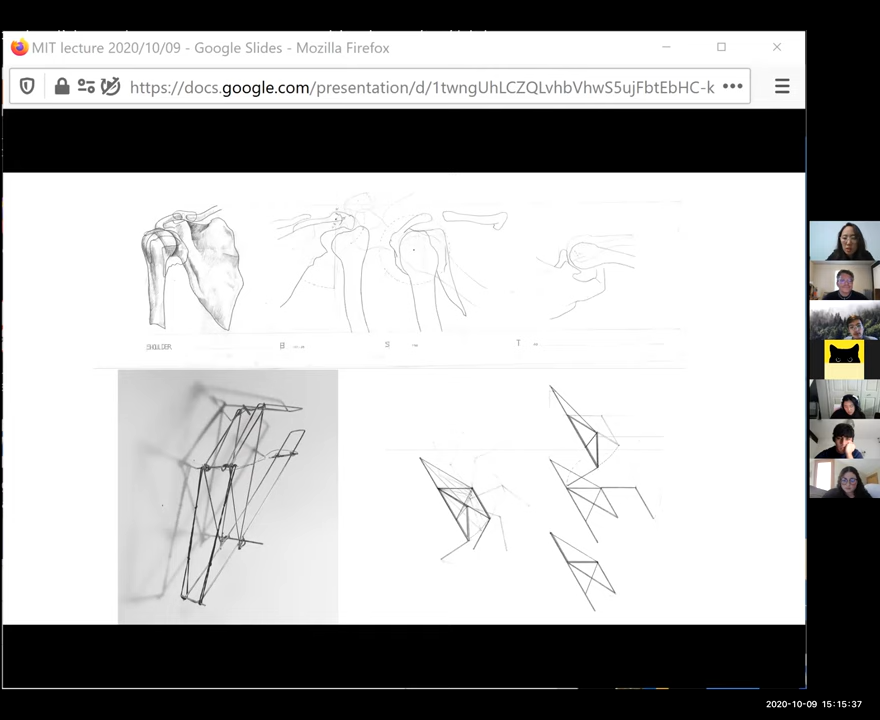 MIT lecture 2020/10/09 - Google Slides - Mozilla Firefox
https://docs.google.com/presentation/d/1twngUhLCZQLvhbVhwS5ujFbtEbHC-k
SHOULDER
B
S
T
2020-10-09 15:15:37